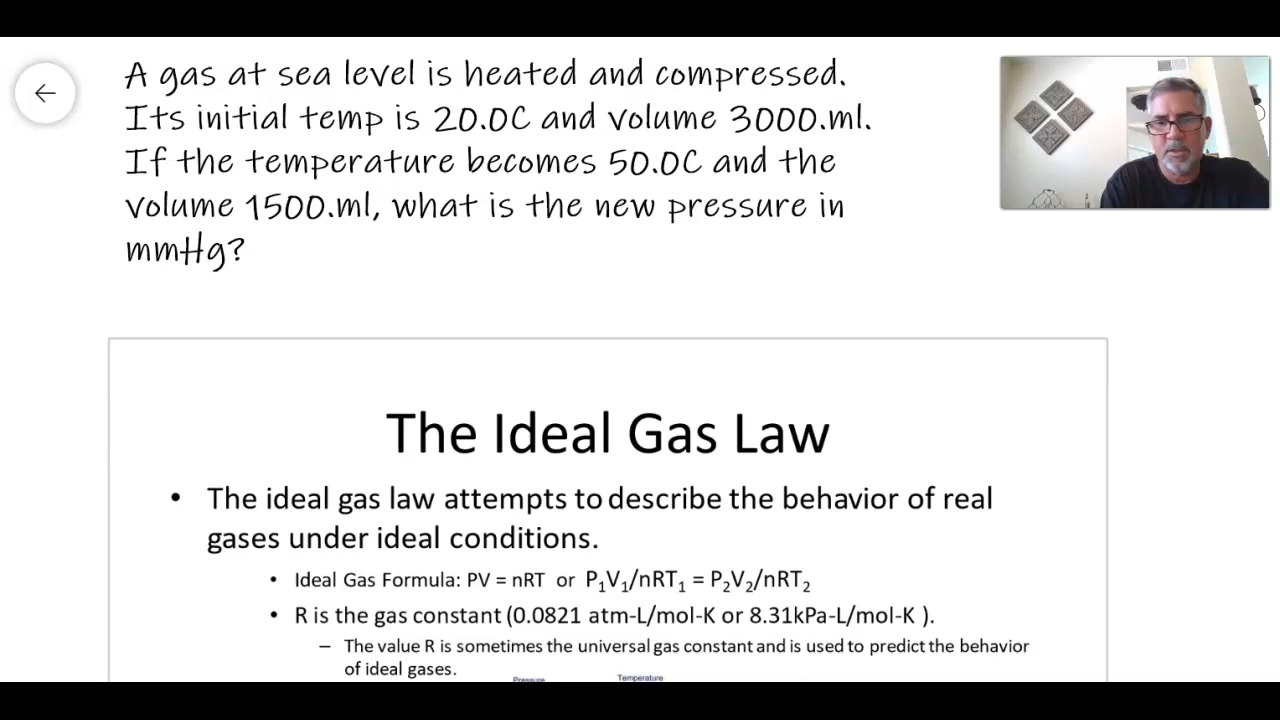 A gas at sea level is heated and compressed.
Its initial temp is 20.0C and volume 3000.ml.
If the temperature becomes 50.0C and the
volume 1500.ml, what is the new pressure in
mmHg?
The Ideal Gas Law
• The ideal gas law attempts to describe the behavior of real
gases under ideal conditions.
• Ideal Gas Formula: PV = nRT or P₁V₁/nRT₁ = P₂V₂/nRT₂
• R is the gas constant (0.0821 atm-L/mol-K or 8.31kPa-L/mol-K ).
– The value R is sometimes the universal gas constant and is used to predict the behavior
of ideal gases.
Pressure Temperature